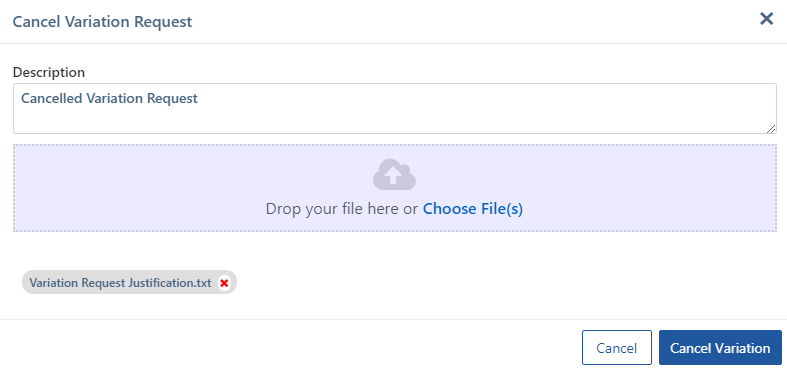 Cancel Variation Request
Description
Cancelled Variation Request
Drop your file here or Choose File(s)
Variation Request Justification.txt
Cancel
Cancel Variation